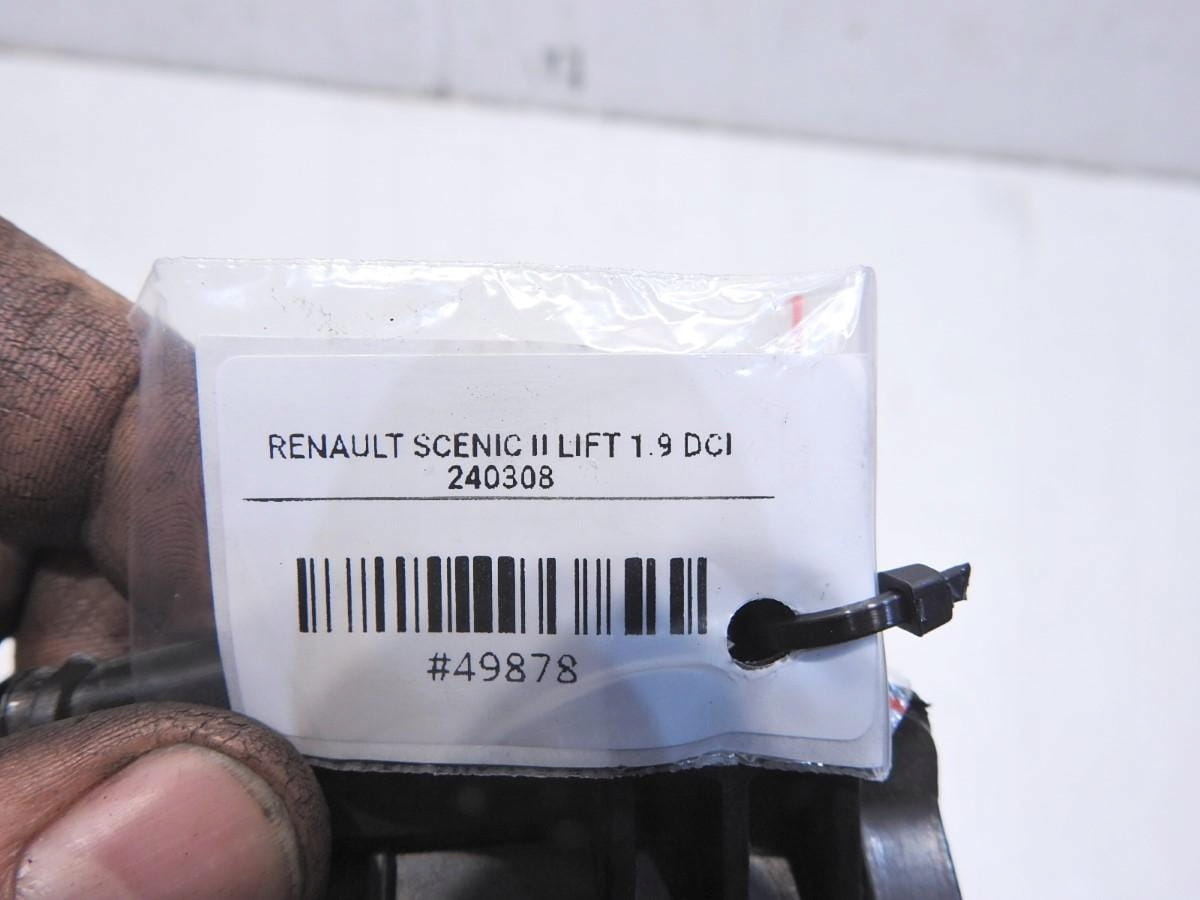 RENAULT SCENIC II LIFT 1.9 DCI
240308
#49878